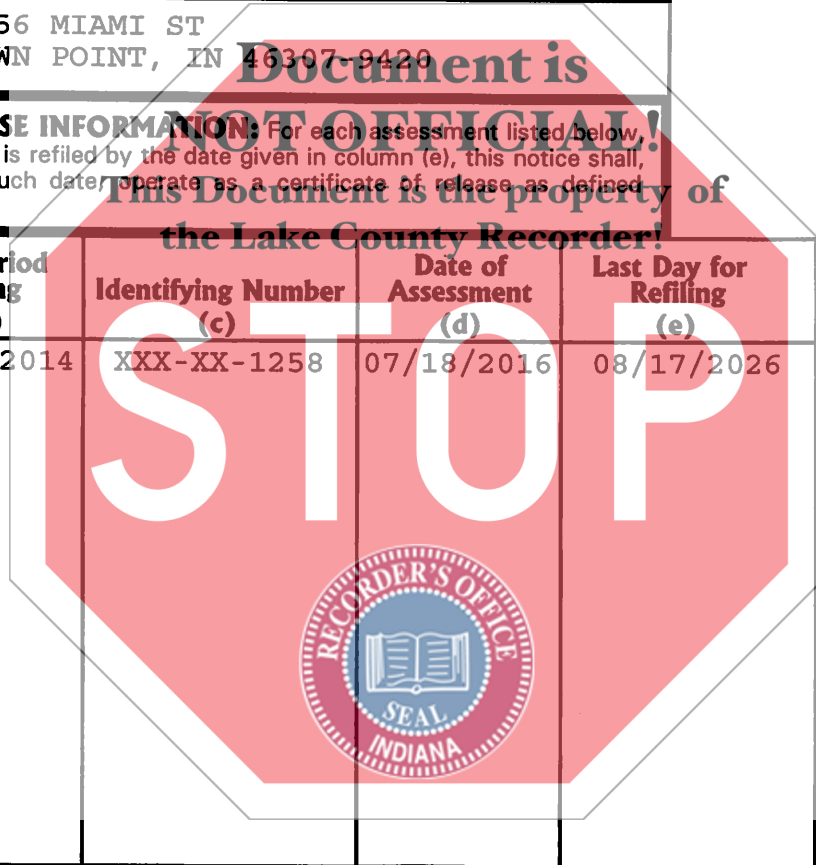 56 MIAMI ST
WN POINT, IN 46307-9420
Document is
NOT OFFICIAL!
SE INFORMATION: For each assessment listed below,
is refiled by the date given in column (e), this notice shall,
uch date, operate as a certificate of release as defined
This Document is the property of
the Lake County Recorder!
riod
ng
Identifying Number
(c)
Date of
Assessment
(d)
Last Day for
Refiling
(e)
2014 XXX-XX-1258 07/18/2016 08/17/2026
STOP
RECORDER'S OFFICE
SEAL
INDIANA